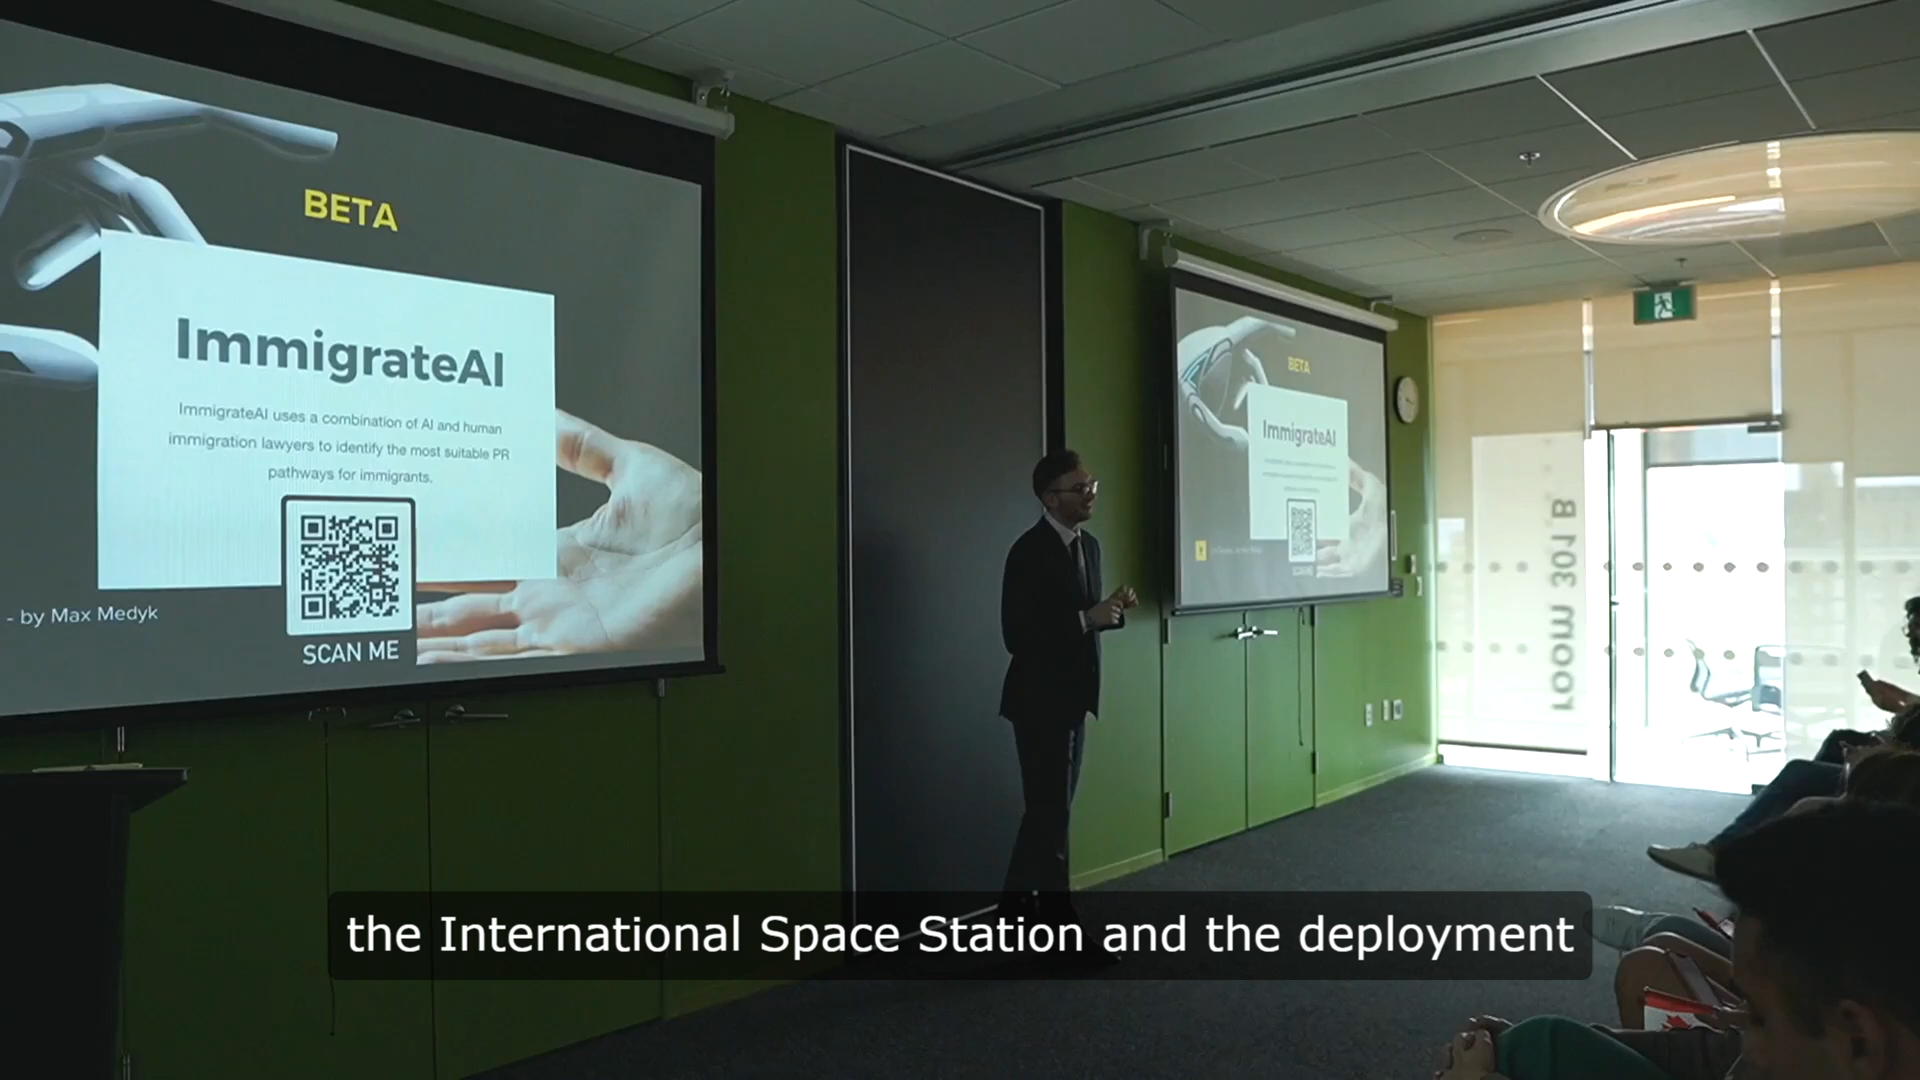 BETA
ImmigrateAI
ImmigrateAI uses a combination of AI and human
immigration lawyers to identify the most suitable PR
pathways for immigrants.
- by Max Medyk
SCAN ME
BETA
ImmigrateAI
SCAN ME
room 301 B
the International Space Station and the deployment